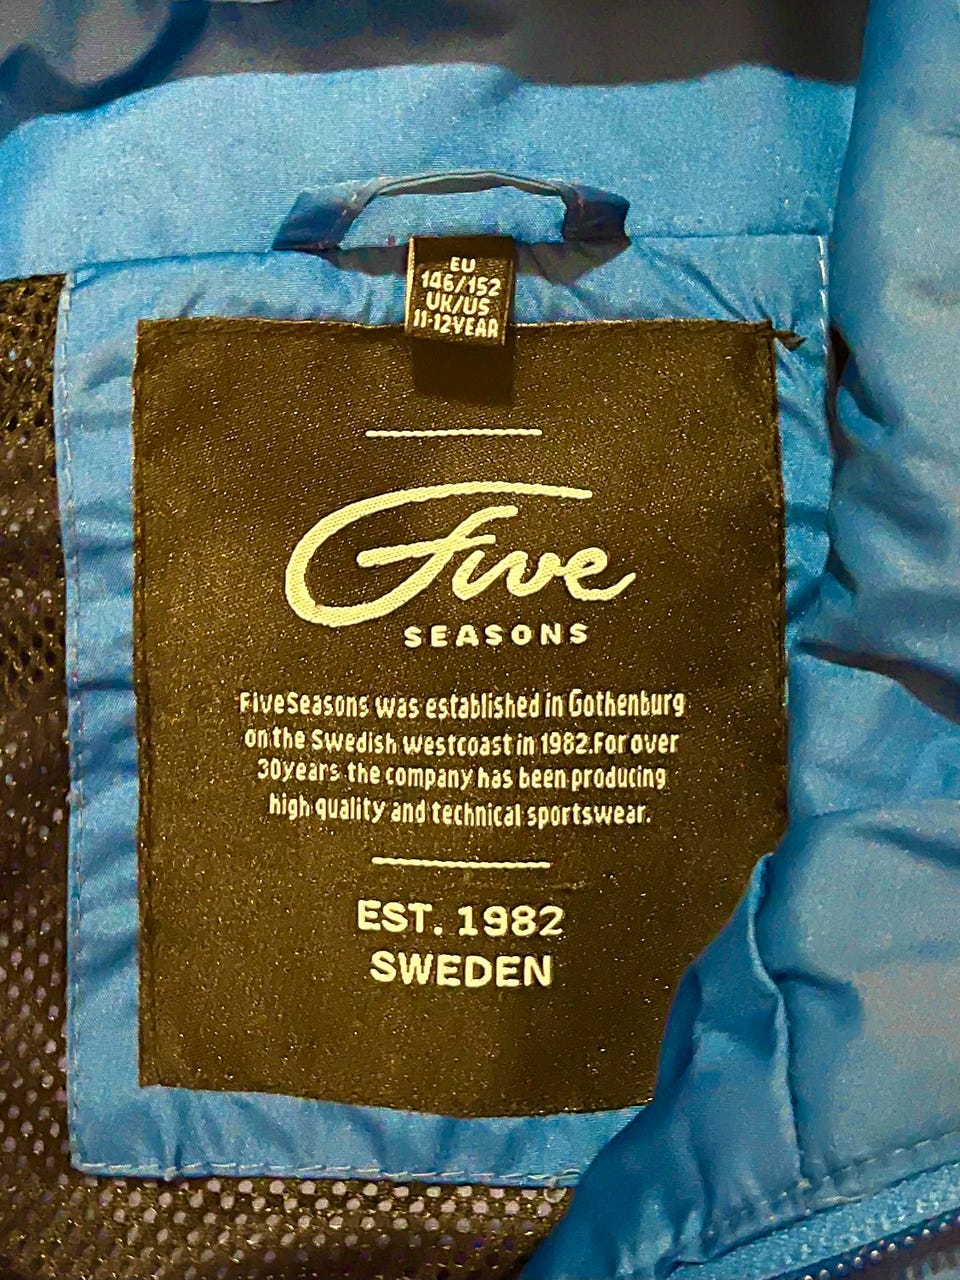 EU
146/152
UK/US
11-12YEAR
Five
SEASONS
FiveSeasons was established in Gothenburg
on the Swedish westcoast in 1982.For over
30years the company has been producing
high quality and technical sportswear.
EST. 1982
SWEDEN